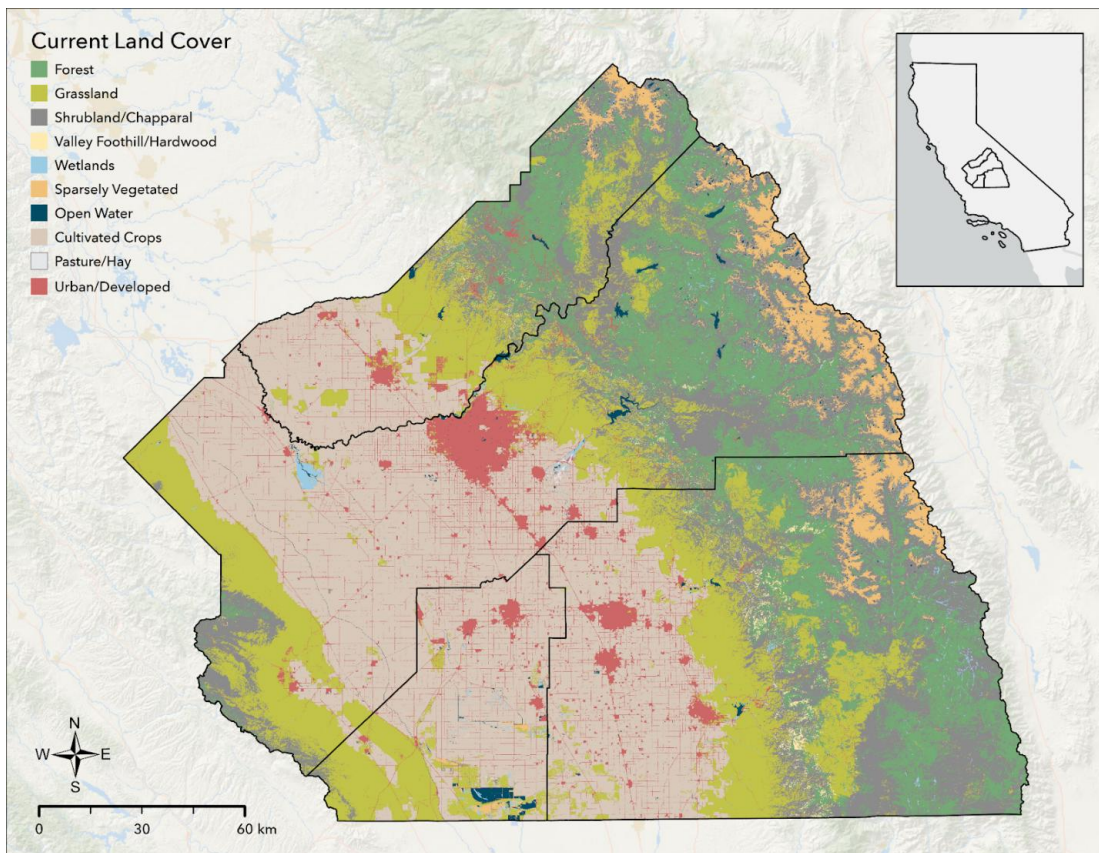 Current Land Cover
Forest
Grassland
Shrubland/Chapparal
Valley Foothill/Hardwood
Wetlands
Sparsely Vegetated
Open Water
Cultivated Crops
Pasture/Hay
Urban/Developed
N
W E
S
0 30 60 km